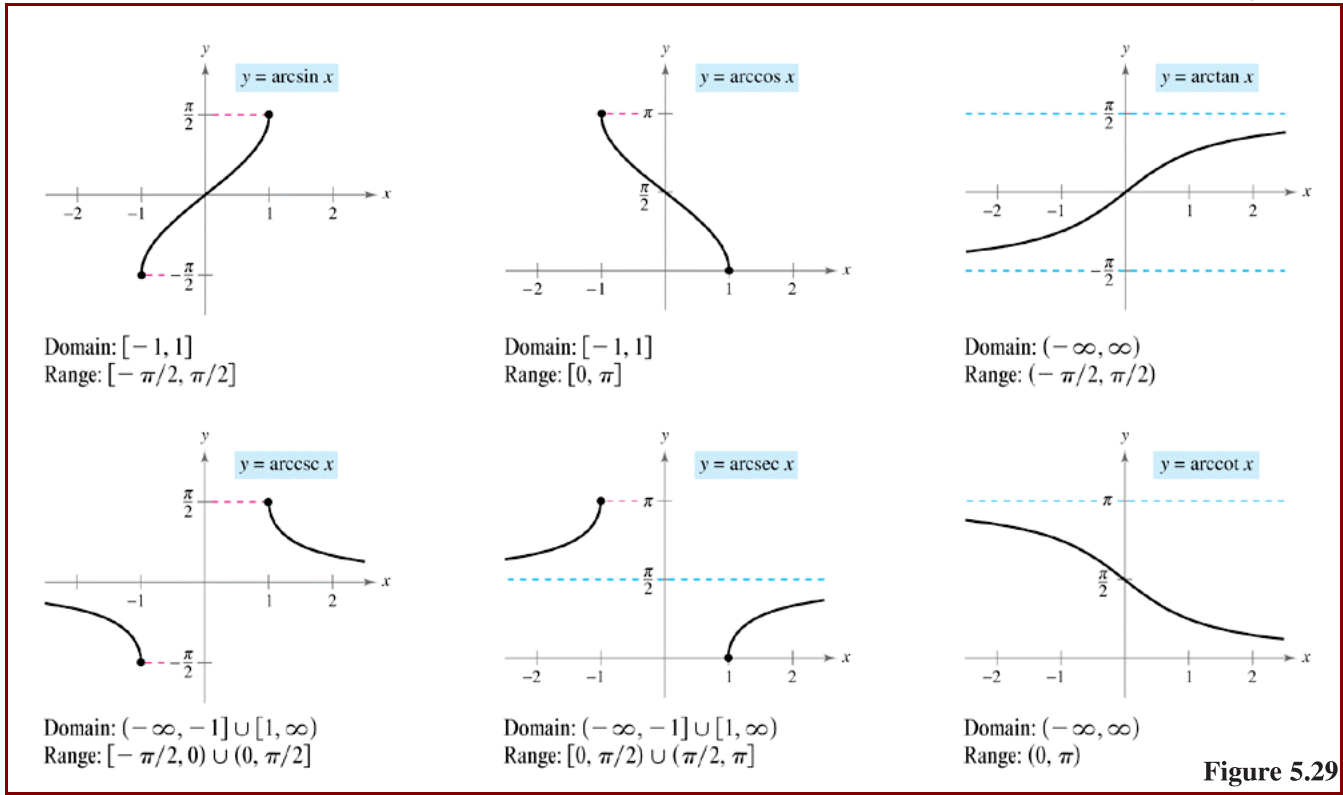 y
y = arcsin x
π/2
−2 −1 1 2 x
−π/2
Domain: [−1, 1]
Range: [−π/2, π/2]
y
y = arccos x
π
π/2
−2 −1 1 2 x
Domain: [−1, 1]
Range: [0, π]
y
y = arctan x
π/2
−2 −1 1 2 x
−π/2
Domain: (−∞, ∞)
Range: (−π/2, π/2)
y
y = arccsc x
π/2
−1 1 2 x
−π/2
Domain: (−∞, −1] ∪ [1, ∞)
Range: [−π/2, 0) ∪ (0, π/2]
y
y = arcsec x
π
π/2
−2 −1 1 2 x
Domain: (−∞, −1] ∪ [1, ∞)
Range: [0, π/2) ∪ (π/2, π]
y
y = arccot x
π
π/2
−2 −1 1 2 x
Domain: (−∞, ∞)
Range: (0, π)
Figure 5.29